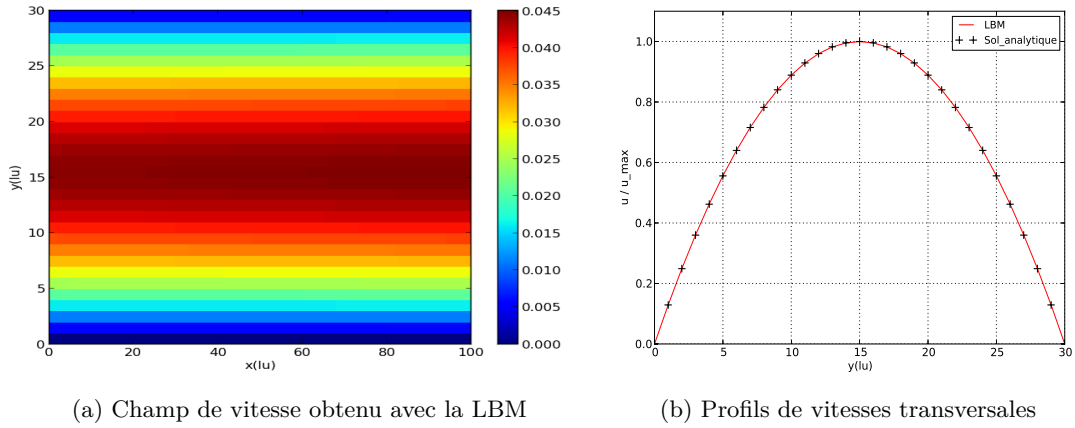 30
25
20
15
10
5
0
y(lu)
0 20 40 60 80 100
x(lu)
0.045
0.040
0.035
0.030
0.025
0.020
0.015
0.010
0.005
0.000
LBM
Sol_analytique
1.0
0.8
0.6
0.4
0.2
0.0
u / u_max
0 5 10 15 20 25 30
y(lu)
(a) Champ de vitesse obtenu avec la LBM
(b) Profils de vitesses transversales